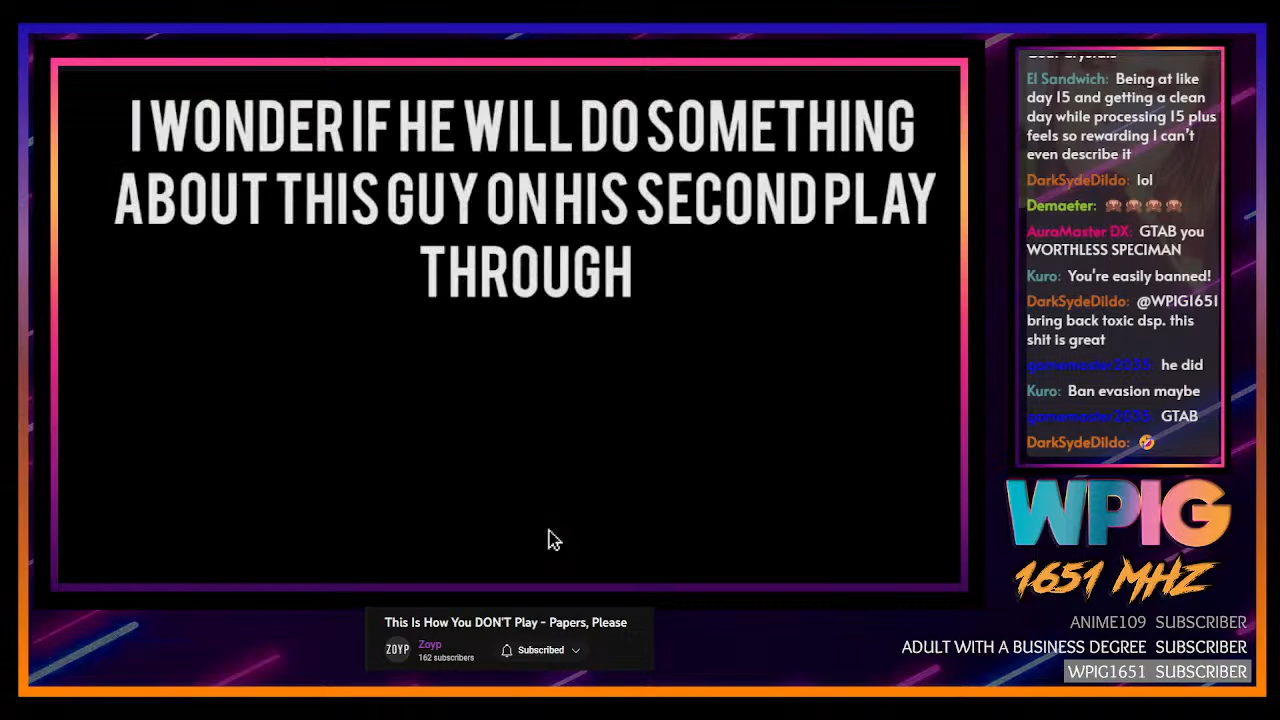 I WONDER IF HE WILL DO SOMETHING
ABOUT THIS GUY ON HIS SECOND PLAY
THROUGH
El Sandwich: Being at like
day 15 and getting a clean
day while processing 15 plus
feels so rewarding I can't
even describe it
DarkSydeDildo: lol
Demaefer:
AuraMaster DX: GTAB you
WORTHLESS SPECIMAN
Kuro: You're easily banned!
DarkSydeDildo: @WPIG1651
bring back toxic dsp. this
shit is great
he did
Kuro: Ban evasion maybe
GTAB
DarkSydeDildo: 🤣
WPIG
1651 MHZ
This Is How You DON'T Play - Papers, Please
ZOYP
Zoyp
162 subscribers
Subscribed
ANIME109 SUBSCRIBER
ADULT WITH A BUSINESS DEGREE SUBSCRIBER
WPIG1651 SUBSCRIBER